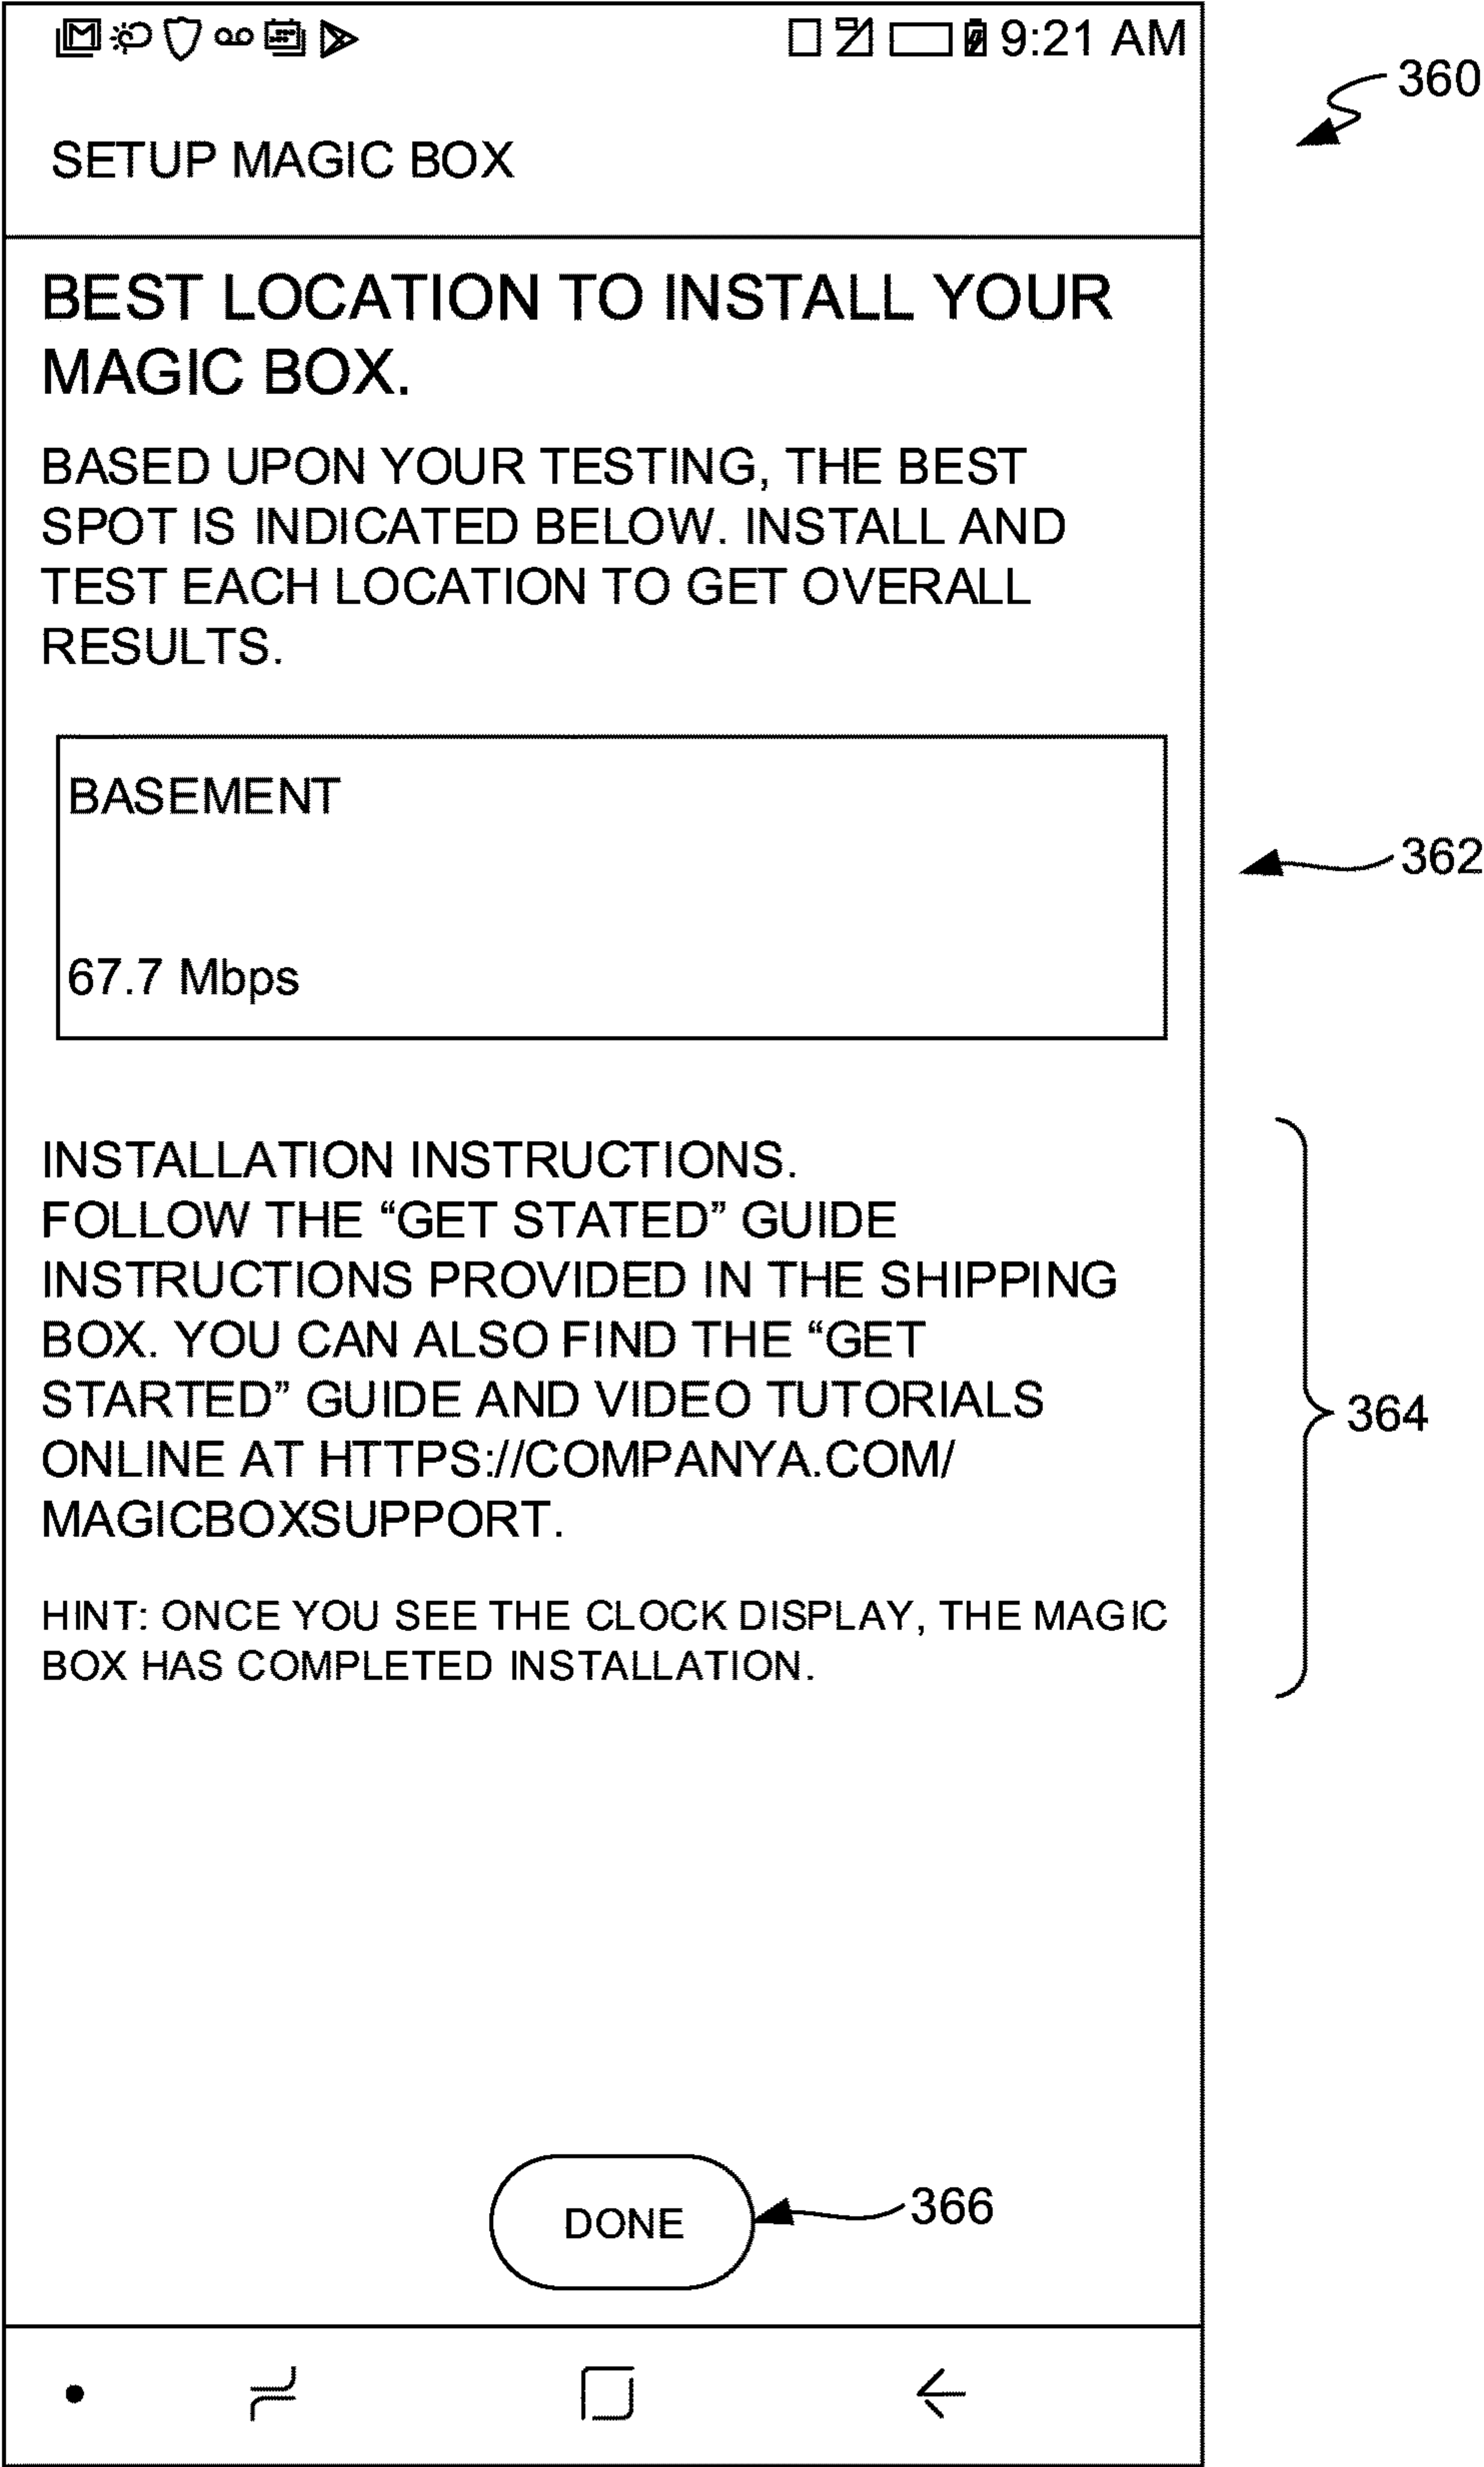 9:21 AM
360
SETUP MAGIC BOX
BEST LOCATION TO INSTALL YOUR
MAGIC BOX.
BASED UPON YOUR TESTING, THE BEST
SPOT IS INDICATED BELOW. INSTALL AND
TEST EACH LOCATION TO GET OVERALL
RESULTS.
BASEMENT
362
67.7 Mbps
INSTALLATION INSTRUCTIONS.
FOLLOW THE “GET STATED” GUIDE
INSTRUCTIONS PROVIDED IN THE SHIPPING
BOX. YOU CAN ALSO FIND THE “GET
STARTED” GUIDE AND VIDEO TUTORIALS
364
ONLINE AT HTTPS://COMPANYA.COM/
MAGICBOXSUPPORT.
HINT: ONCE YOU SEE THE CLOCK DISPLAY, THE MAGIC
BOX HAS COMPLETED INSTALLATION.
DONE
366